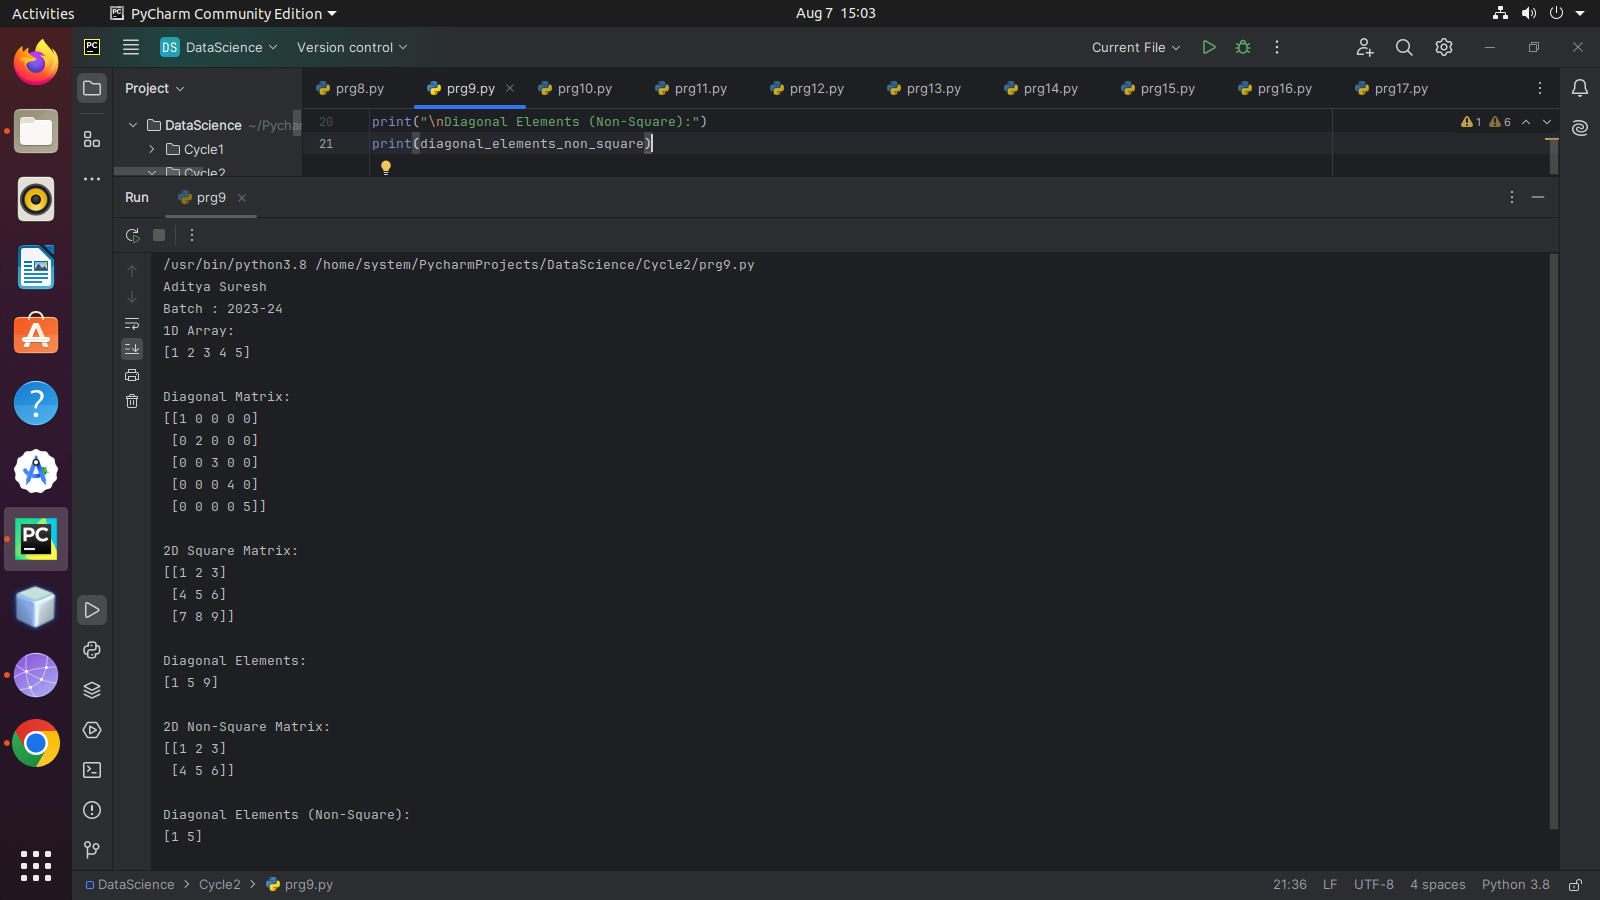 Activities PyCharm Community Edition Aug 7 15:03
PC DS DataScience Version control Current File
Project prg8.py prg9.py prg10.py prg11.py prg12.py prg13.py prg14.py prg15.py prg16.py prg17.py
DataScience ~/Pychar 20 print("\nDiagonal Elements (Non-Square):") 1 6
Cycle1 21 print(diagonal_elements_non_square)
Cycle2
Run prg9
/usr/bin/python3.8 /home/system/PycharmProjects/DataScience/Cycle2/prg9.py
Aditya Suresh
Batch : 2023-24
1D Array:
[1 2 3 4 5]
Diagonal Matrix:
[[1 0 0 0 0]
[0 2 0 0 0]
[0 0 3 0 0]
[0 0 0 4 0]
[0 0 0 0 5]]
2D Square Matrix:
[[1 2 3]
[4 5 6]
[7 8 9]]
Diagonal Elements:
[1 5 9]
2D Non-Square Matrix:
[[1 2 3]
[4 5 6]]
Diagonal Elements (Non-Square):
[1 5]
DataScience Cycle2 prg9.py 21:36 LF UTF-8 4 spaces Python 3.8